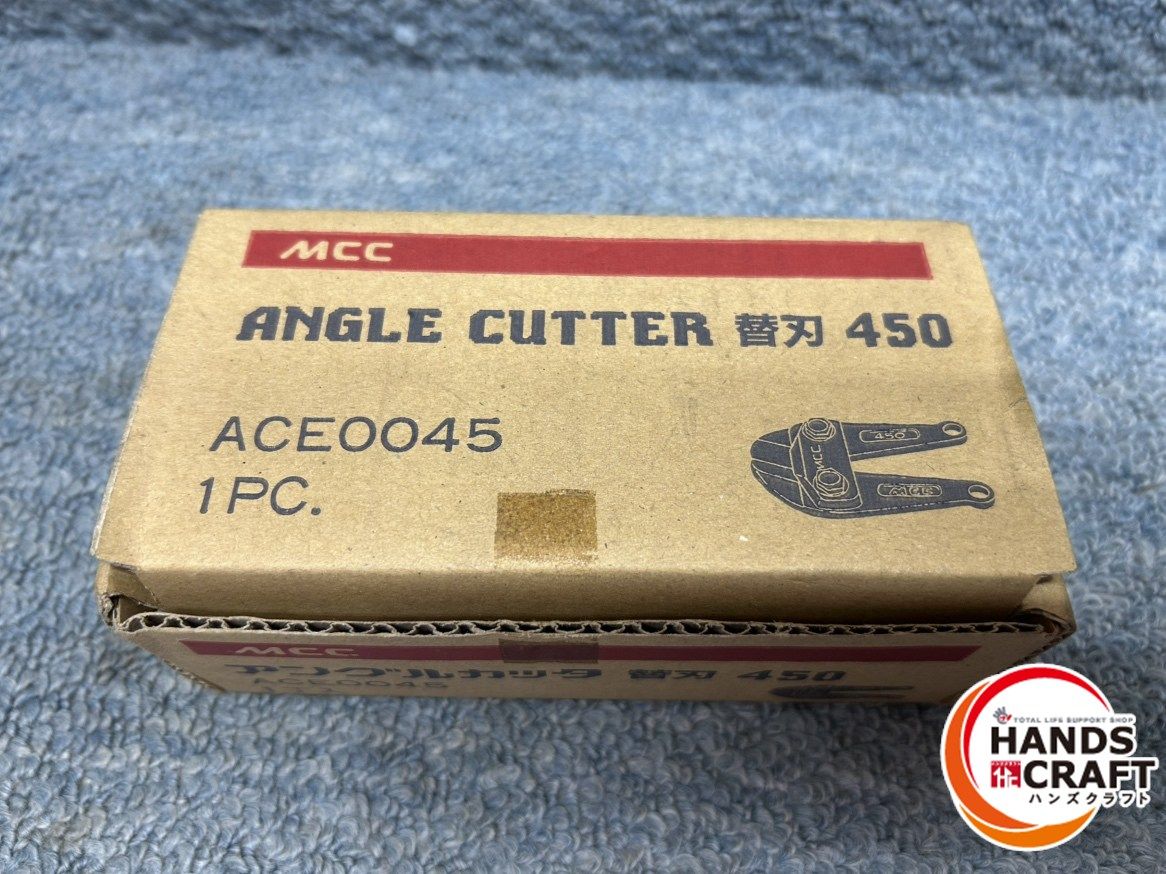 MCC
ANGLE CUTTER 替刃 450
ACE0045
1PC.
450
MCC
MCC
アングルカッタ 替刃 450
ACE0045
TOTAL LIFE SUPPORT SHOP
HANDS
CRAFT
ハンズクラフト